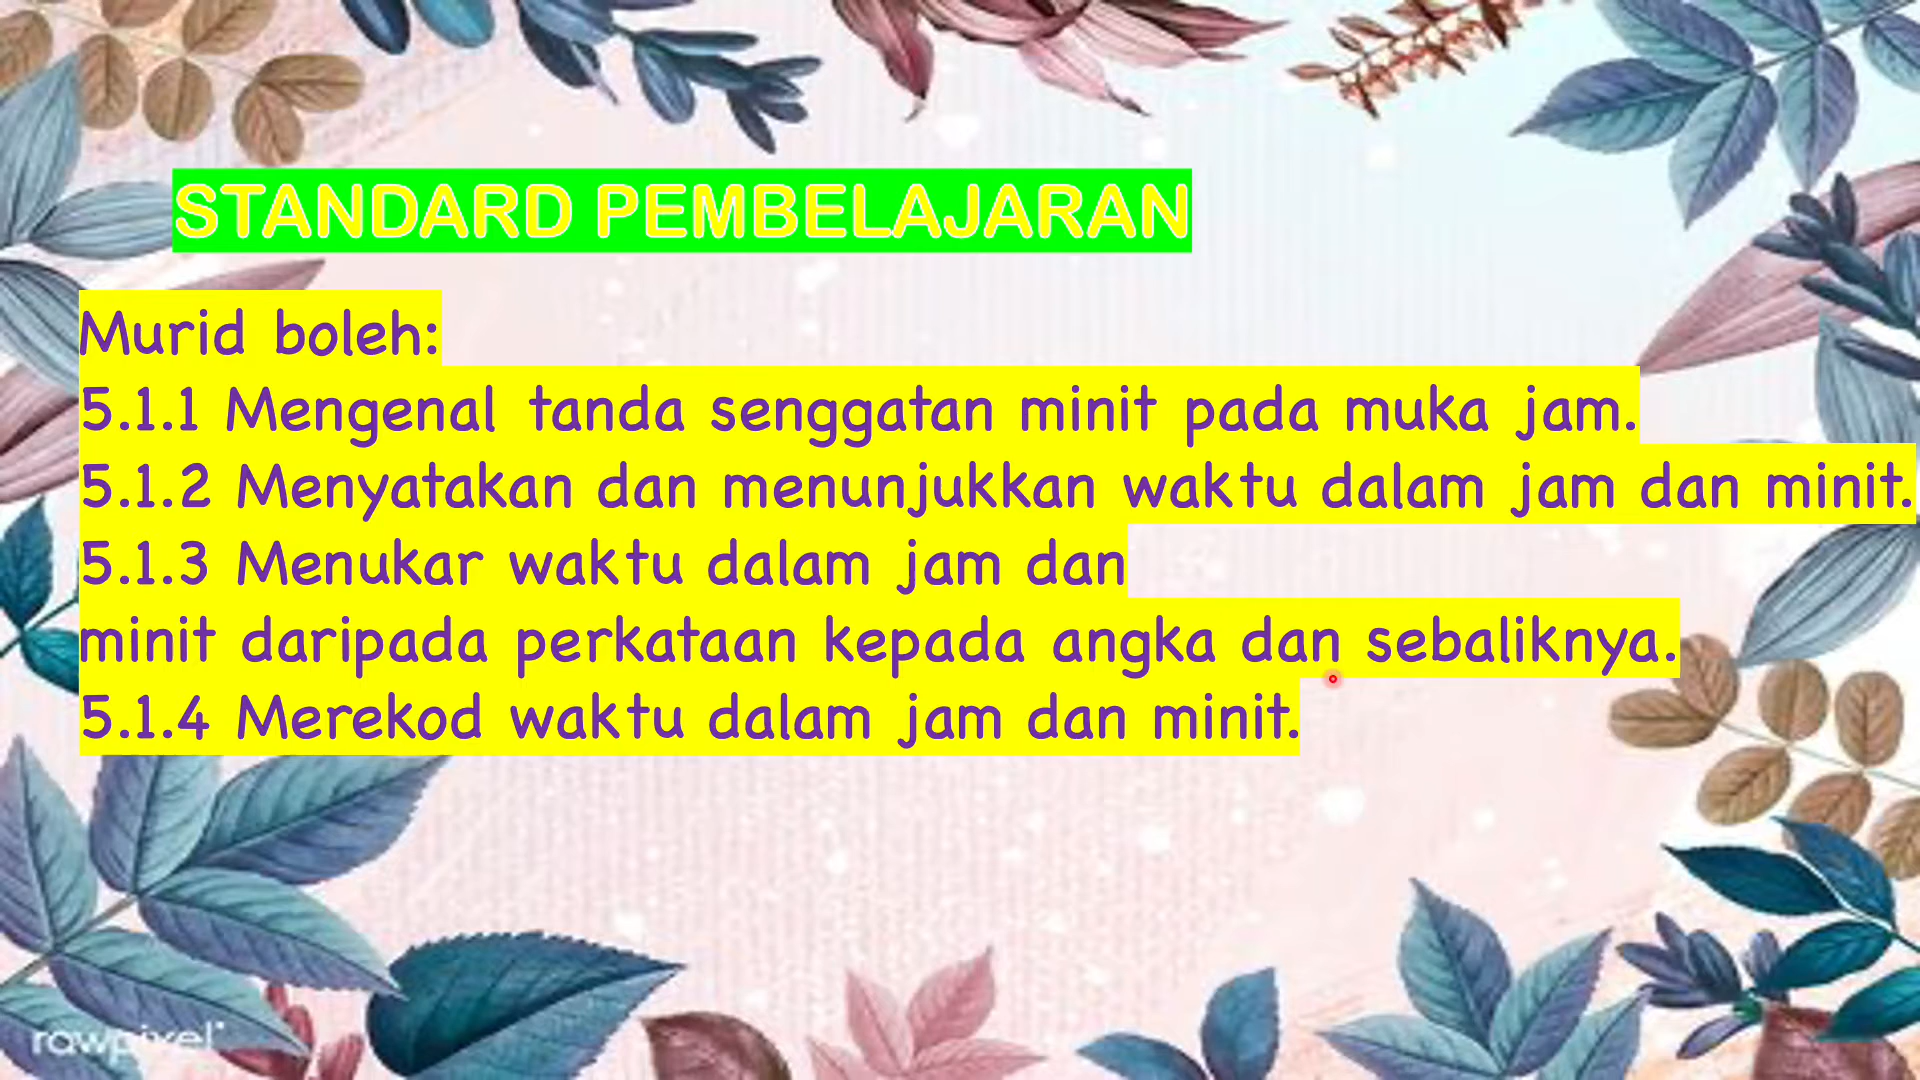 STANDARD PEMBELAJARAN
Murid boleh:
5.1.1 Mengenal tanda senggatan minit pada muka jam.
5.1.2 Menyatakan dan menunjukkan waktu dalam jam dan minit.
5.1.3 Menukar waktu dalam jam dan
minit daripada perkataan kepada angka dan sebaliknya.
5.1.4 Merekod waktu dalam jam dan minit.
rawpixel